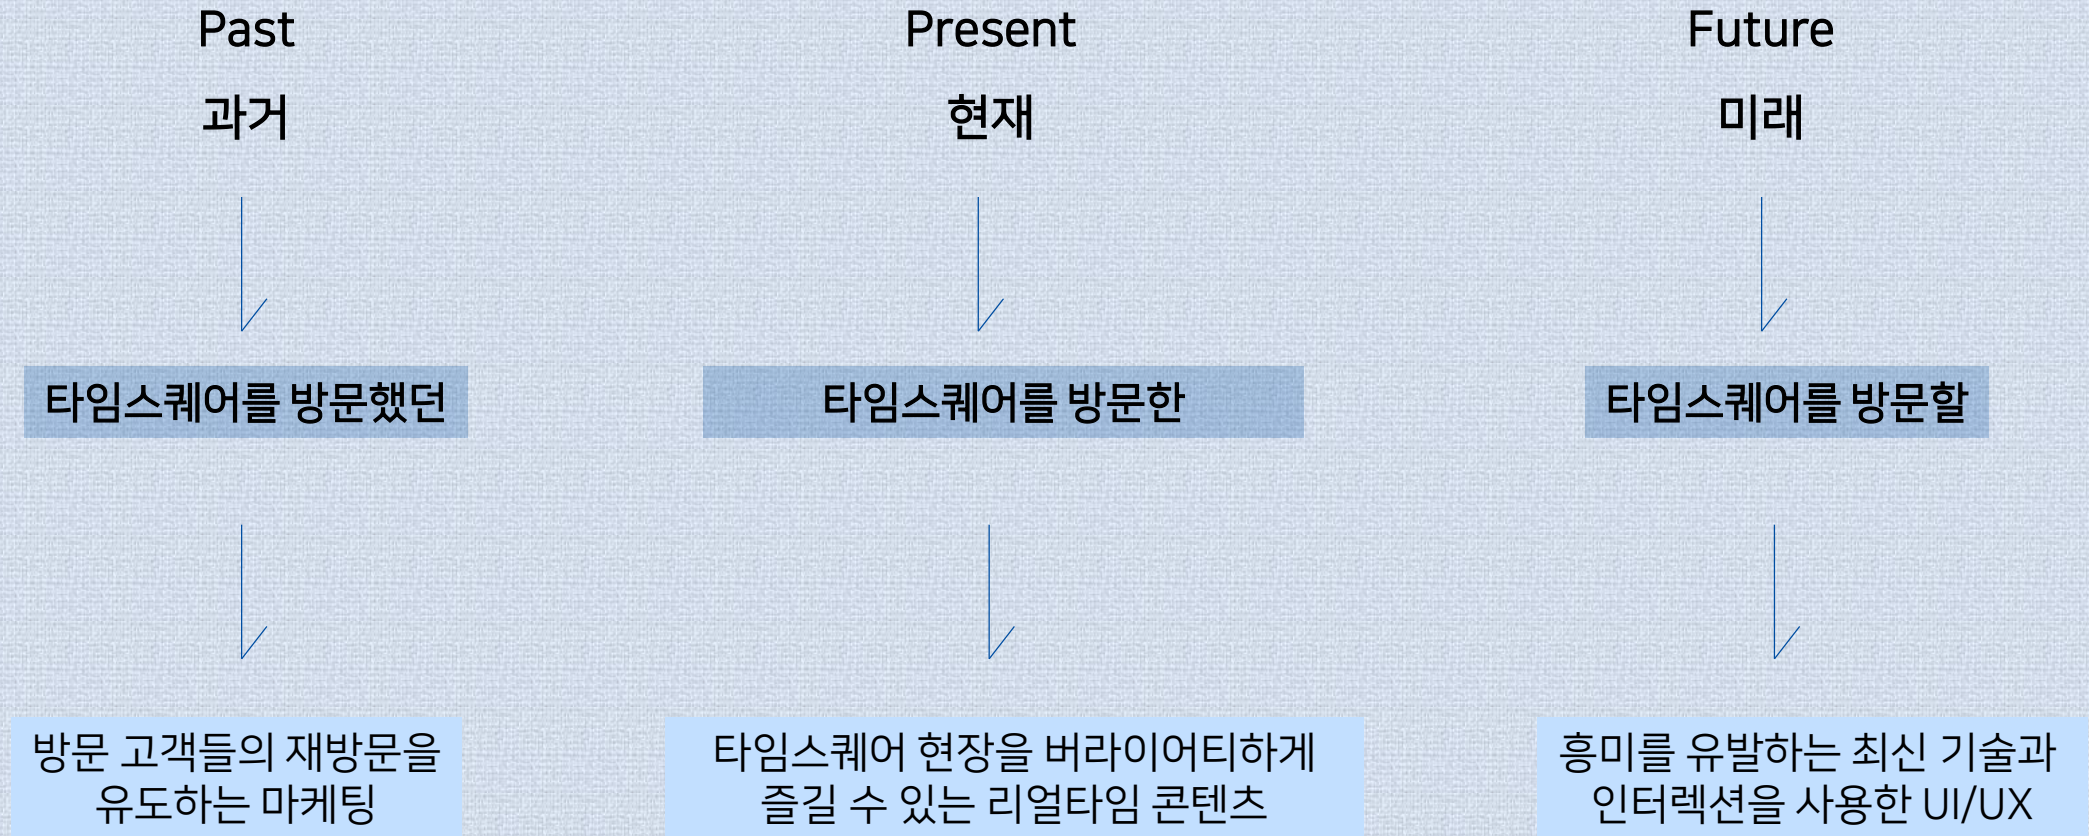 Past
과거
타임스퀘어를 방문했던
방문 고객들의 재방문을
유도하는 마케팅
Present
현재
타임스퀘어를 방문한
타임스퀘어 현장을 버라이어티하게
즐길 수 있는 리얼타임 콘텐츠
Future
미래
타임스퀘어를 방문할
흥미를 유발하는 최신 기술과
인터렉션을 사용한 UI/UX